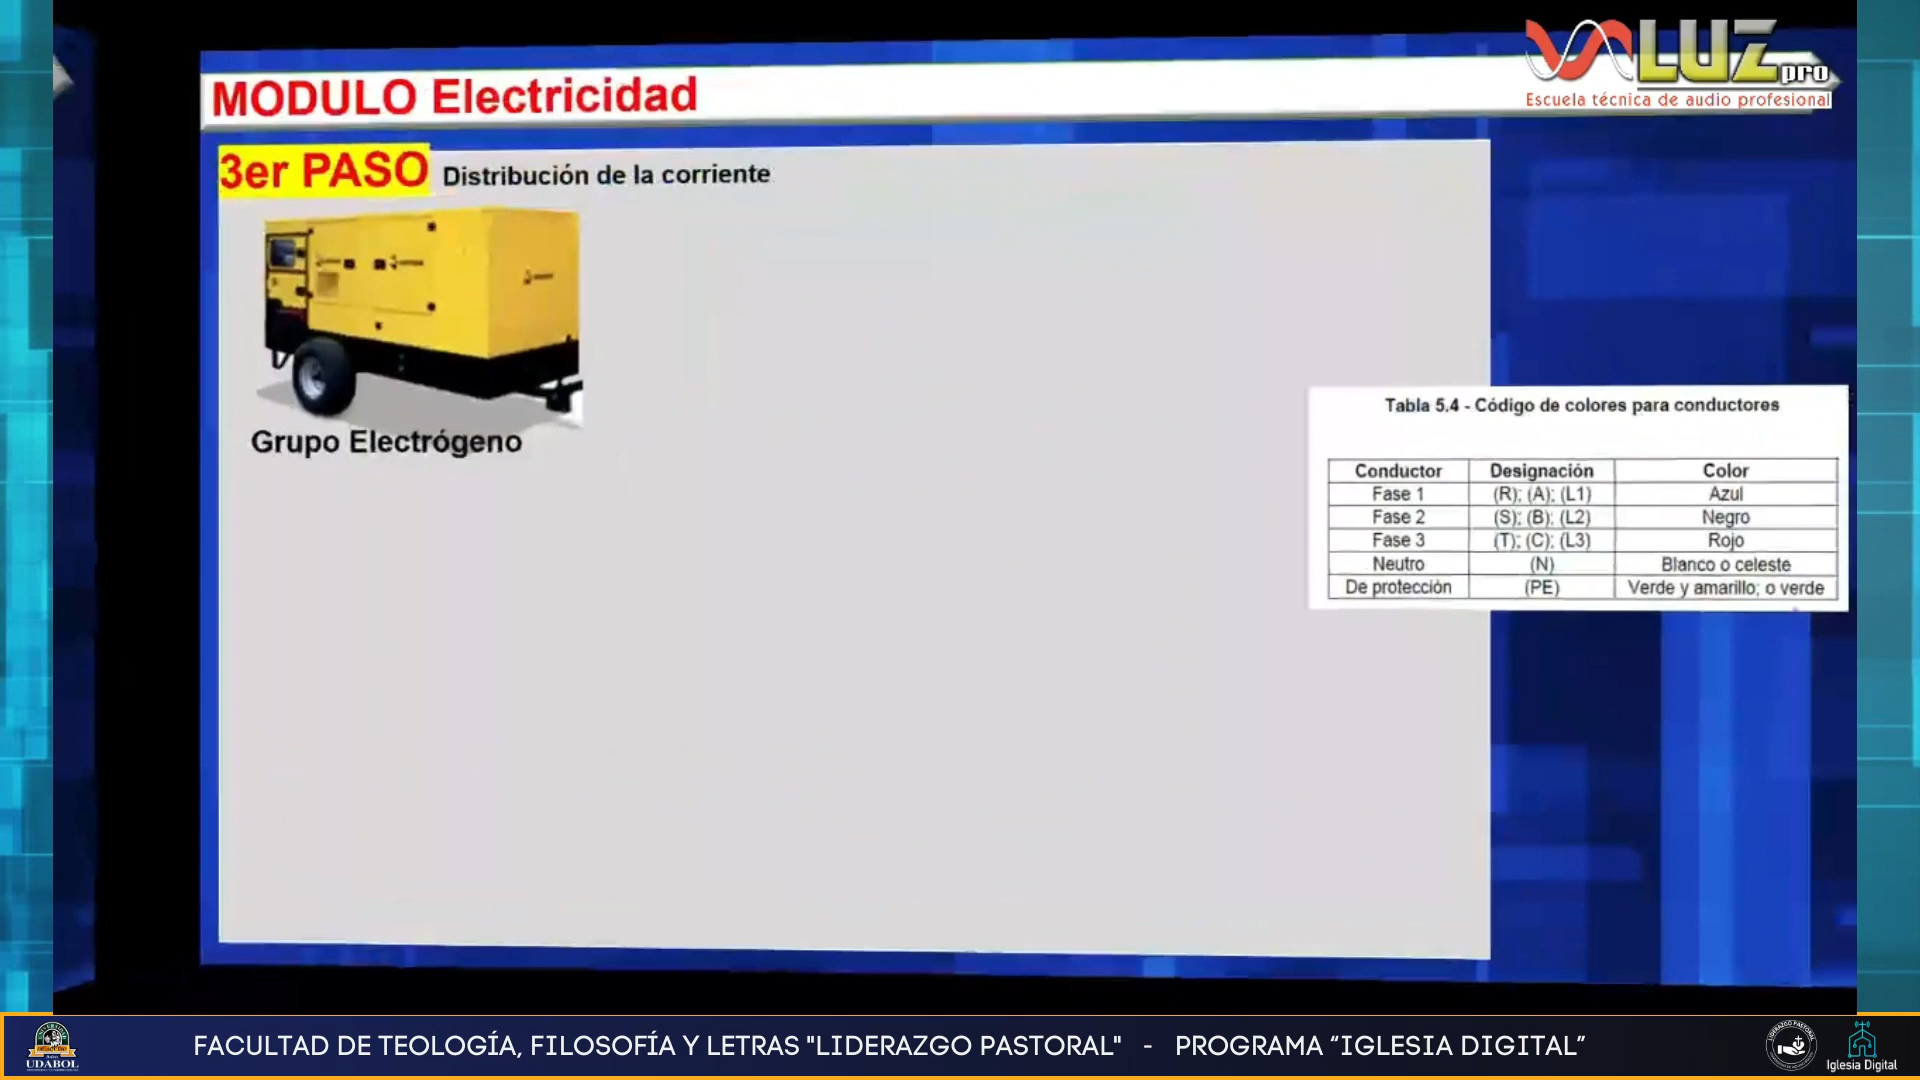 VALUZ pro
Escuela técnica de audio profesional
MODULO Electricidad
3er PASO Distribución de la corriente
Grupo Electrógeno
Tabla 5.4 - Código de colores para conductores
Conductor Designación Color
Fase 1 (R); (A); (L1) Azul
Fase 2 (S); (B); (L2) Negro
Fase 3 (T); (C); (L3) Rojo
Neutro (N) Blanco o celeste
De protección (PE) Verde y amarillo; o verde
UDABOL
FACULTAD DE TEOLOGÍA, FILOSOFÍA Y LETRAS "LIDERAZGO PASTORAL" - PROGRAMA “IGLESIA DIGITAL”
LIDERAZGO PASTORAL
Iglesia Digital